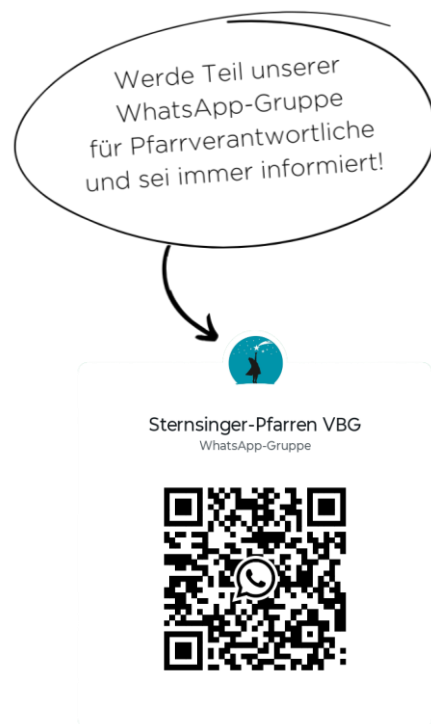 Werde Teil unserer
WhatsApp-Gruppe
für Pfarrverantwortliche
und sei immer informiert!
Sternsinger-Pfarren VBG
WhatsApp-Gruppe